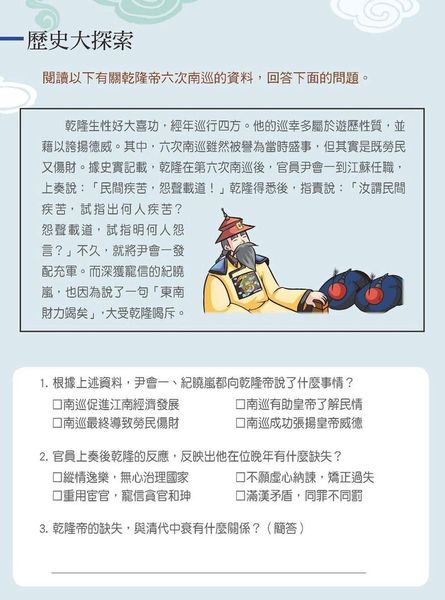 歷史大探索
閱讀以下有關乾隆帝六次南巡的資料，回答下面的問題。
乾隆生性好大喜功，經年巡行四方。他的巡幸多屬於遊歷性質，並
藉以誇揚德威。其中，六次南巡雖然被譽為當時盛事，但其實是既勞民
又傷財。據史實記載，乾隆在第六次南巡後，官員尹會一到江蘇任職，
上奏說：「民間疾苦，怨聲載道！」乾隆得悉後，指責說：「汝謂民間
疾苦，試指出何人疾苦？
怨聲載道，試指明何人怨
言？」不久，就將尹會一發
配充軍。而深獲寵信的紀曉
嵐，也因為說了一句「東南
財力竭矣」，大受乾隆喝斥。
1. 根據上述資料，尹會一、紀曉嵐都向乾隆帝說了什麼事情？
□南巡促進江南經濟發展 □南巡有助皇帝了解民情
□南巡最終導致勞民傷財 □南巡成功張揚皇帝威德
2. 官員上奏後乾隆的反應，反映出他在位晚年有什麼缺失？
□縱情逸樂，無心治理國家 □不願虛心納諫，矯正過失
□重用宦官，寵信貪官和珅 □滿漢矛盾，同罪不同罰
3. 乾隆帝的缺失，與清代中衰有什麼關係？（簡答）